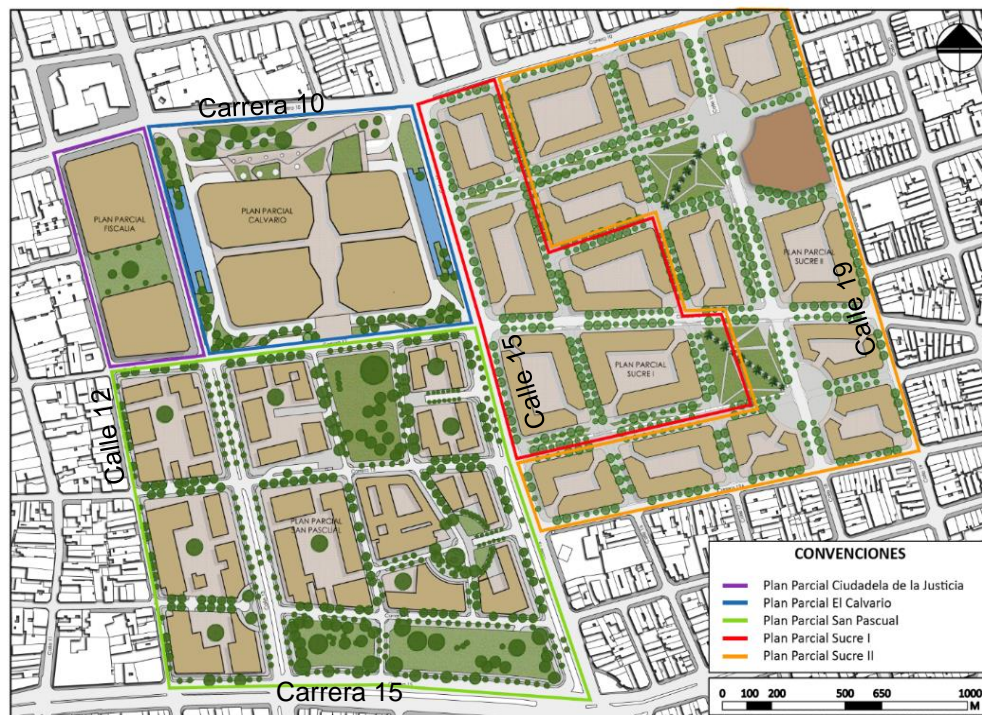 Carrera 10
PLAN PARCIAL
FISCALIA
PLAN PARCIAL
CALVARIO
PLAN PARCIAL
SUCRE II
Calle 19
Calle 15
PLAN PARCIAL
SUCRE I
Calle 12
PLAN PARCIAL
SAN PASCUAL
Carrera 15
CONVENCIONES
Plan Parcial Ciudadela de la Justicia
Plan Parcial El Calvario
Plan Parcial San Pascual
Plan Parcial Sucre I
Plan Parcial Sucre II
0 100 200 500 650 1000
M